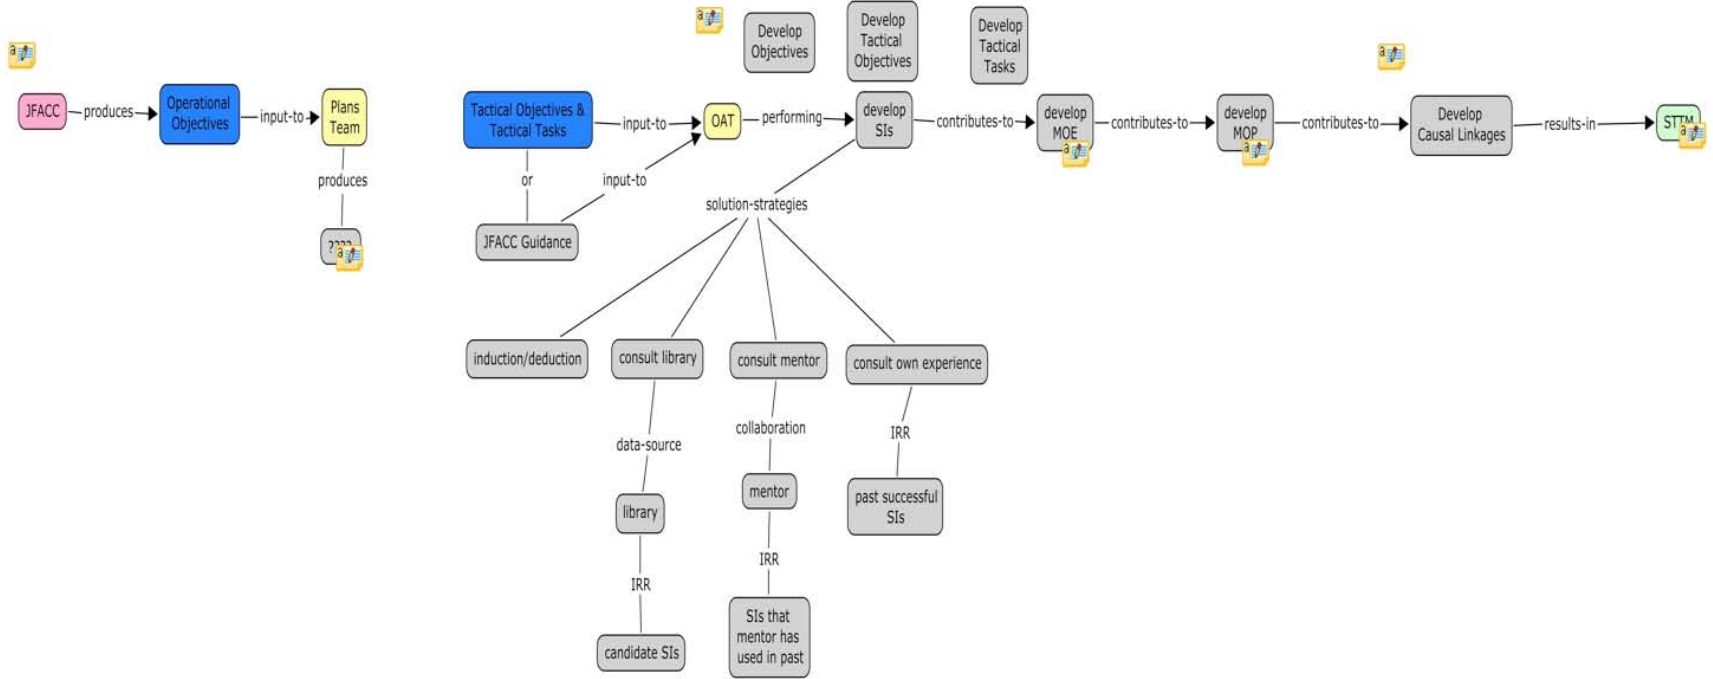 Develop
Objectives
Develop
Tactical
Objectives
Develop
Tactical
Tasks
JFACC
produces
Operational
Objectives
input-to
Plans
Team
produces
????
Tactical Objectives &
Tactical Tasks
input-to
OAT
performing
develop
SIs
contributes-to
develop
MOE
contributes-to
develop
MOP
contributes-to
Develop
Causal Linkages
results-in
STTM
or
input-to
JFACC Guidance
solution-strategies
induction/deduction
consult library
consult mentor
consult own experience
data-source
collaboration
IRR
library
mentor
past successful
SIs
IRR
IRR
candidate SIs
SIs that
mentor has
used in past